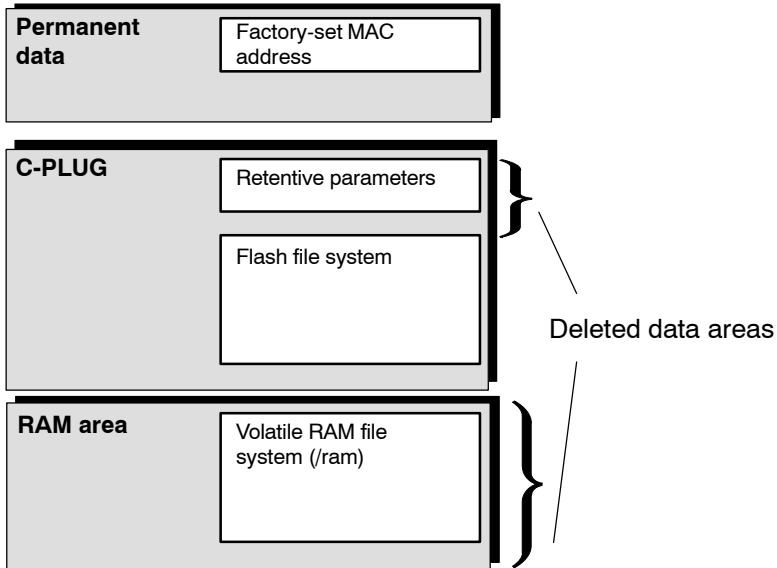 Permanent
data
Factory-set MAC
address
C-PLUG
Retentive parameters
Flash file system
Deleted data areas
RAM area
Volatile RAM file
system (/ram)